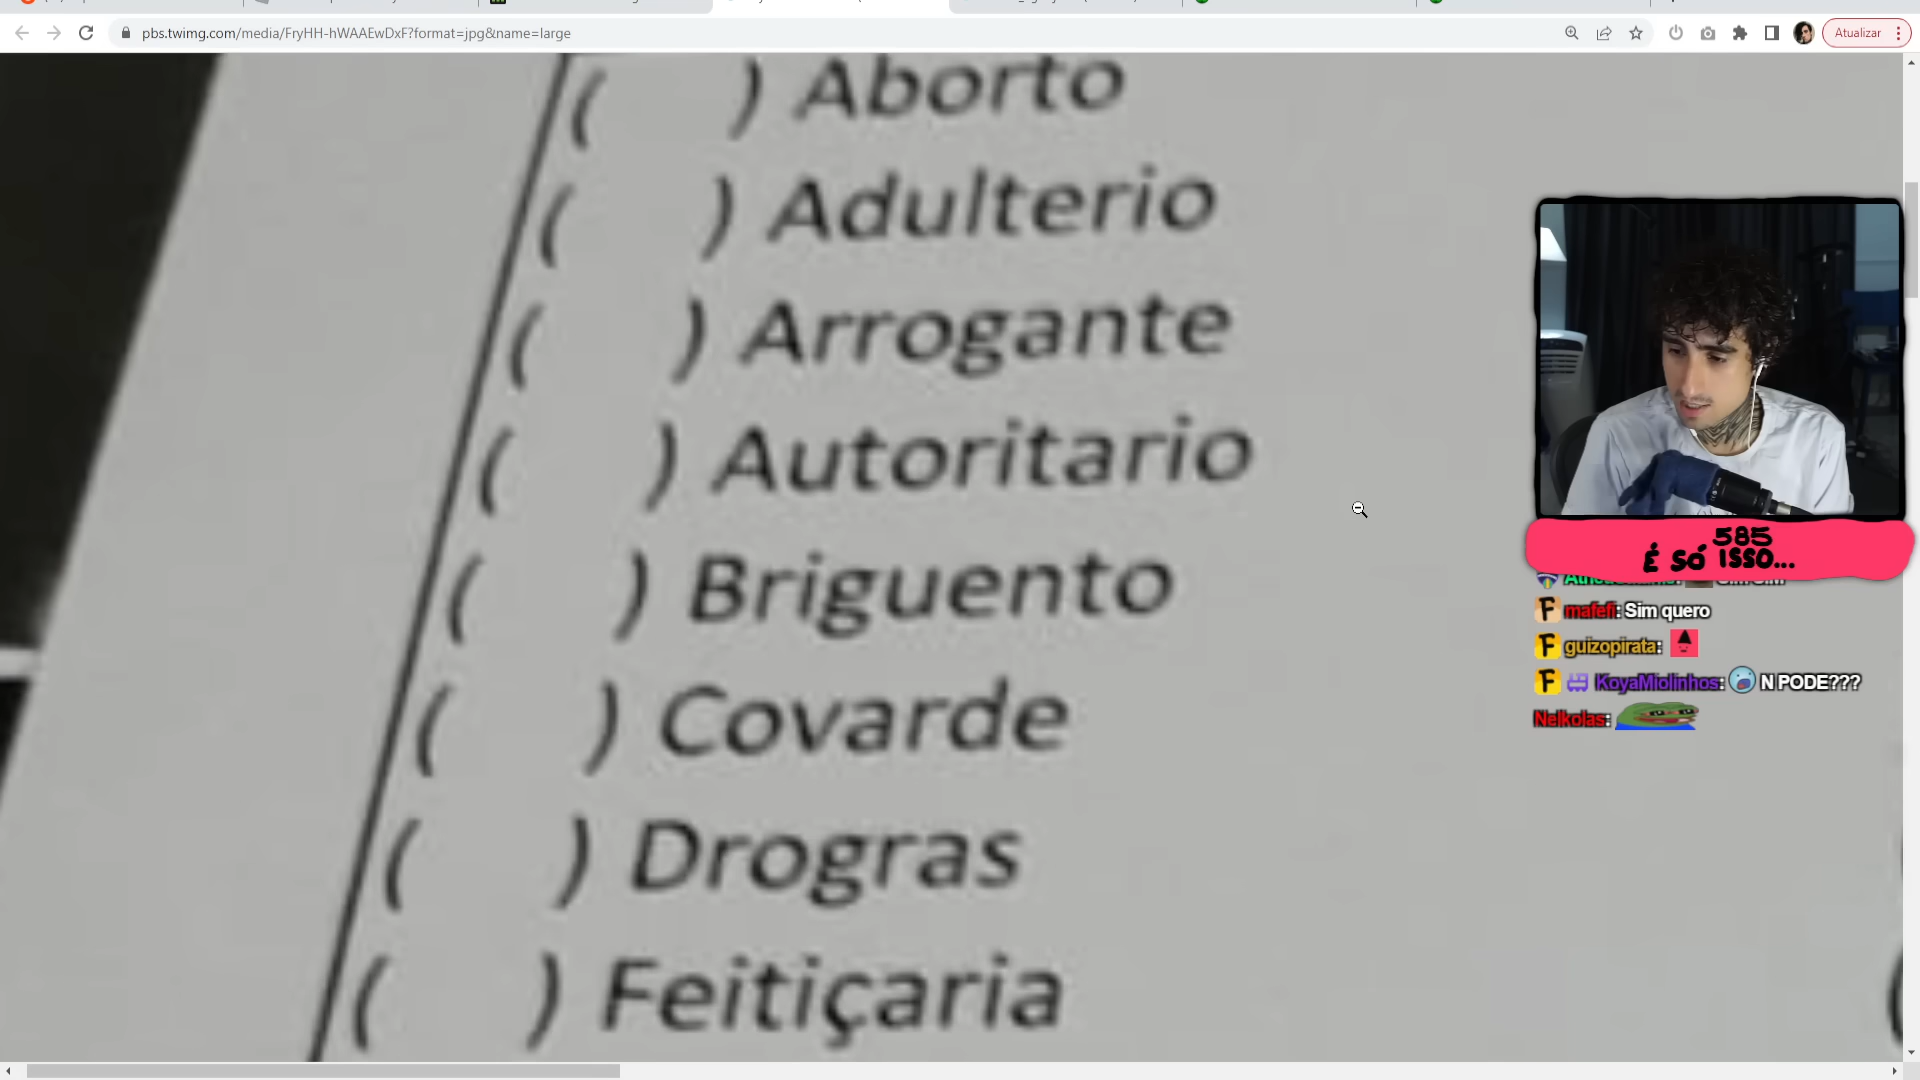 pbs.twimg.com/media/FryHH-hWAAEwDxF?format=jpg&name=large
Atualizar
( ) Aborto
( ) Adulterio
( ) Arrogante
( ) Autoritario
( ) Briguento
( ) Covarde
( ) Drogras
( ) Feitiçaria
585
É SÓ ISSO...
mafefi: Sim quero
guizopirata:
KoyaMiolinhos: N PODE???
Nelkolas: